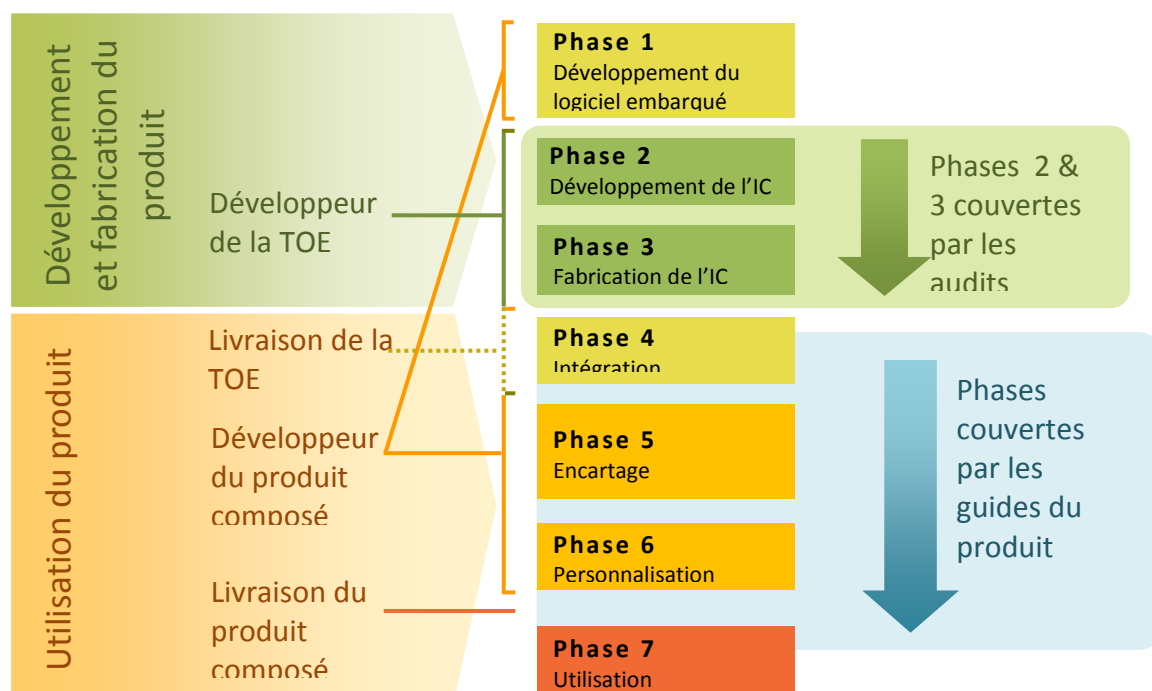 Développement
et fabrication du
produit
Développeur
de la TOE
Utilisation du produit
Livraison de la
TOE
Développeur
du produit
composé
Livraison du
produit
composé
Phase 1
Développement du
logiciel embarqué
Phase 2
Développement de l'IC
Phase 3
Fabrication de l'IC
Phase 4
Intégration
Phase 5
Encartage
Phase 6
Personnalisation
Phase 7
Utilisation
Phases 2 &
3 couvertes
par les
audits
Phases
couvertes
par les
guides du
produit